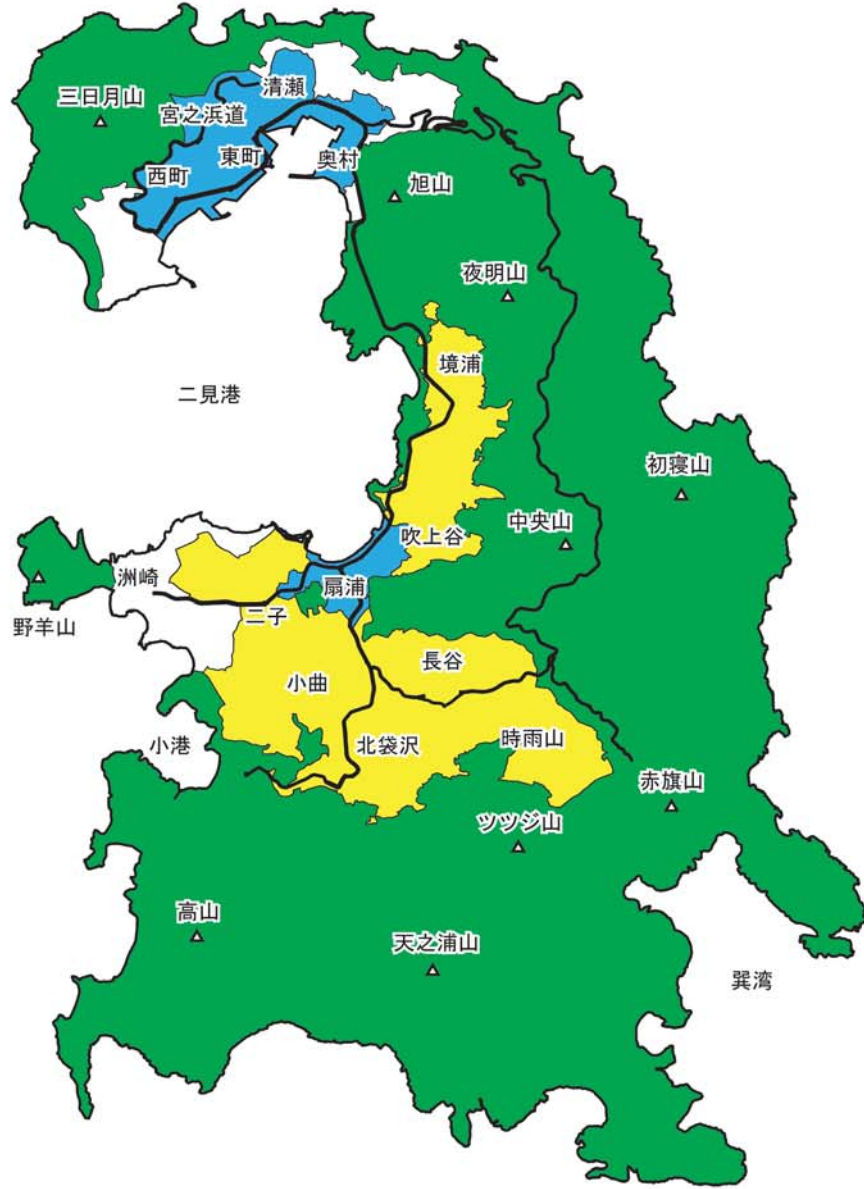 清瀬
三日月山
宮之浜道
東町
奥村
西町
旭山
夜明山
境浦
二見港
初寝山
中央山
吹上谷
洲崎
扇浦
二子
野羊山
長谷
小曲
小港
北袋沢
時雨山
赤旗山
ツツジ山
高山
天之浦山
巽湾